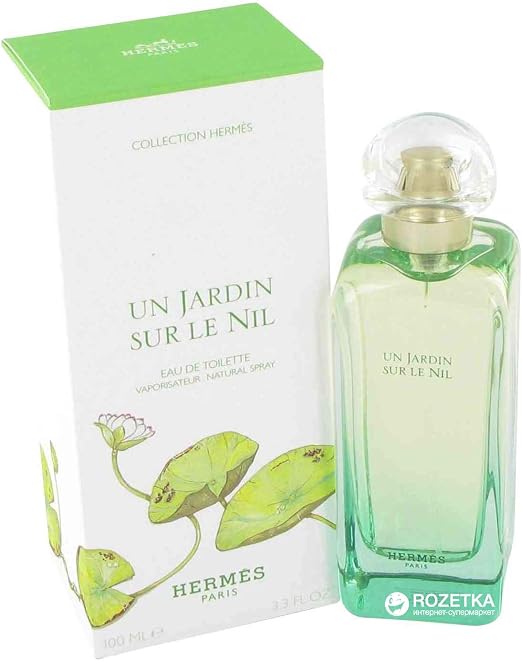 HERMÈS
PARIS
COLLECTION HERMÈS
UN JARDIN
SUR LE NIL
EAU DE TOILETTE
VAPORISATEUR NATURAL SPRAY
HERMÈS
PARIS
100 ML ℮
3.3 FL.OZ
UN JARDIN
SUR LE NIL
HERMÈS
PARIS
ROZETKA
интернет-супермаркет